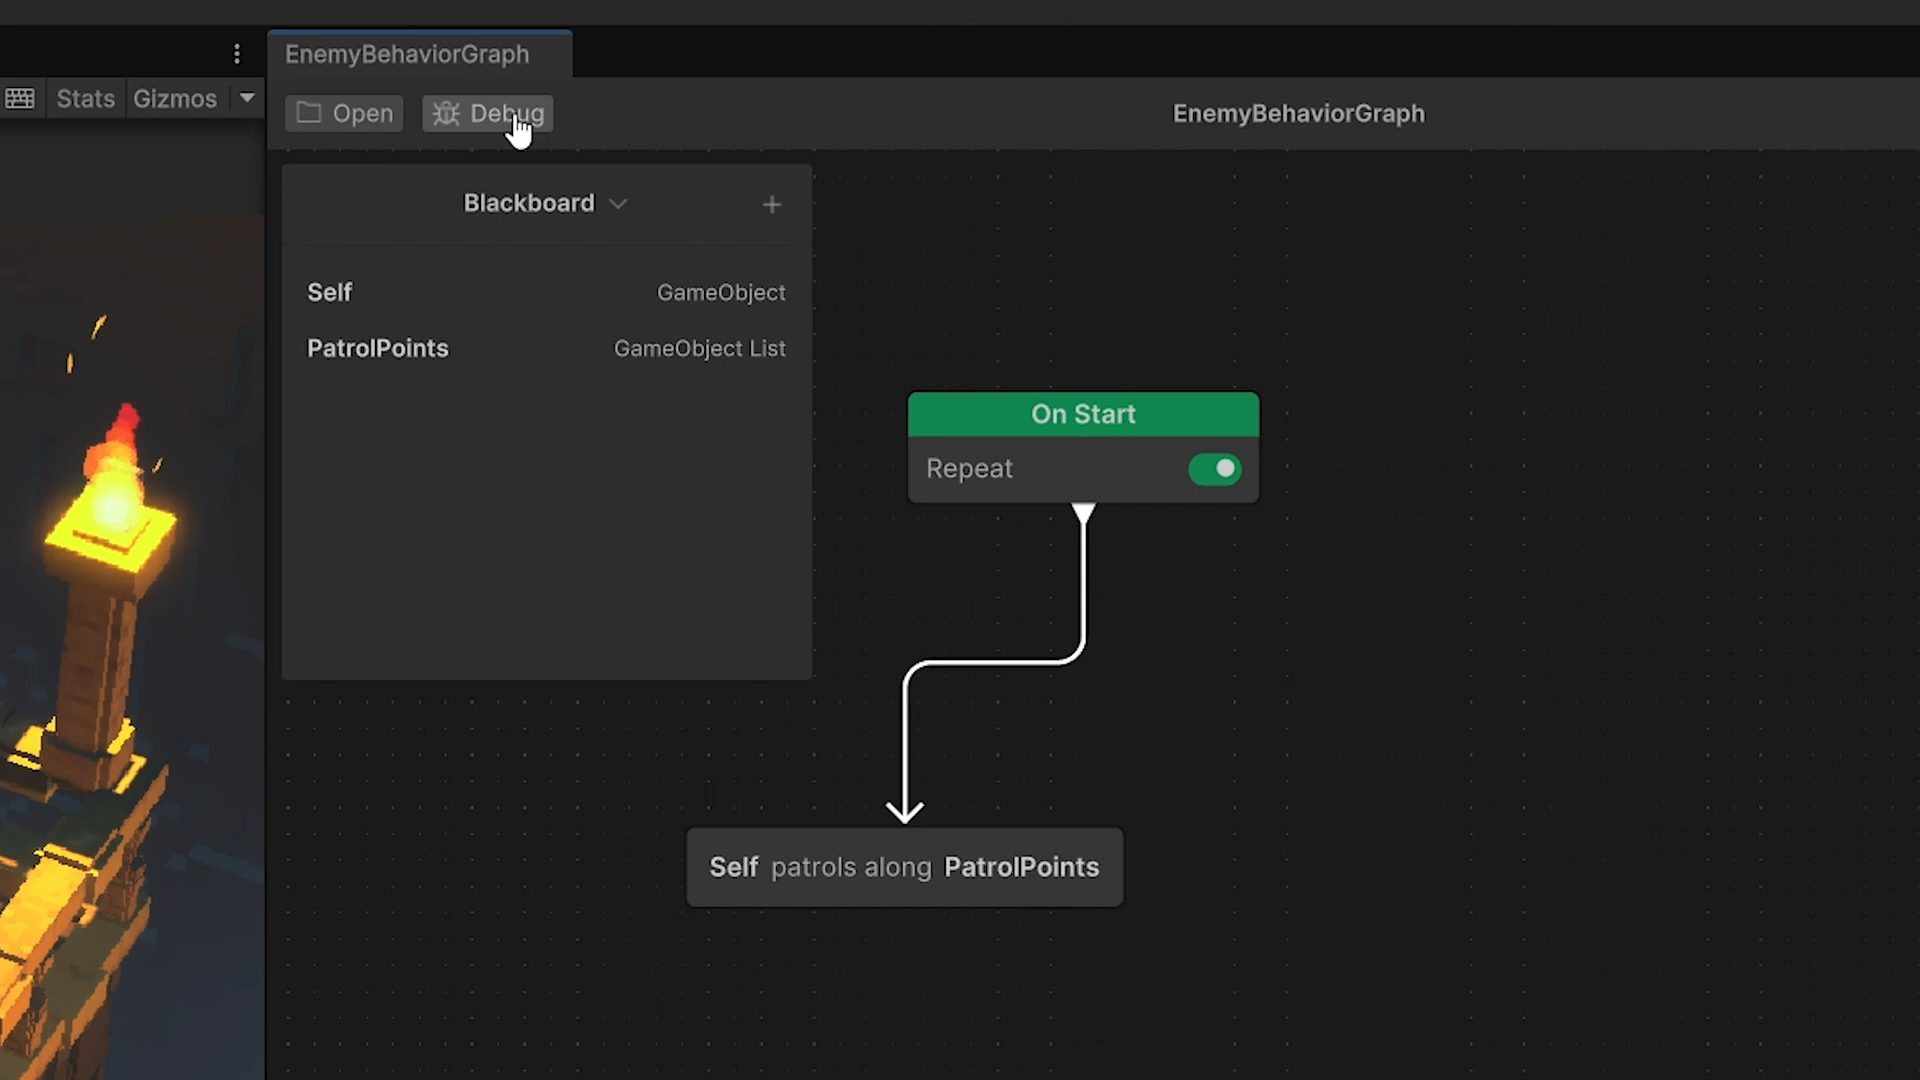 EnemyBehaviorGraph
Stats Gizmos
Open Debug
EnemyBehaviorGraph
Blackboard
Self GameObject
PatrolPoints GameObject List
On Start
Repeat
Self patrols along PatrolPoints